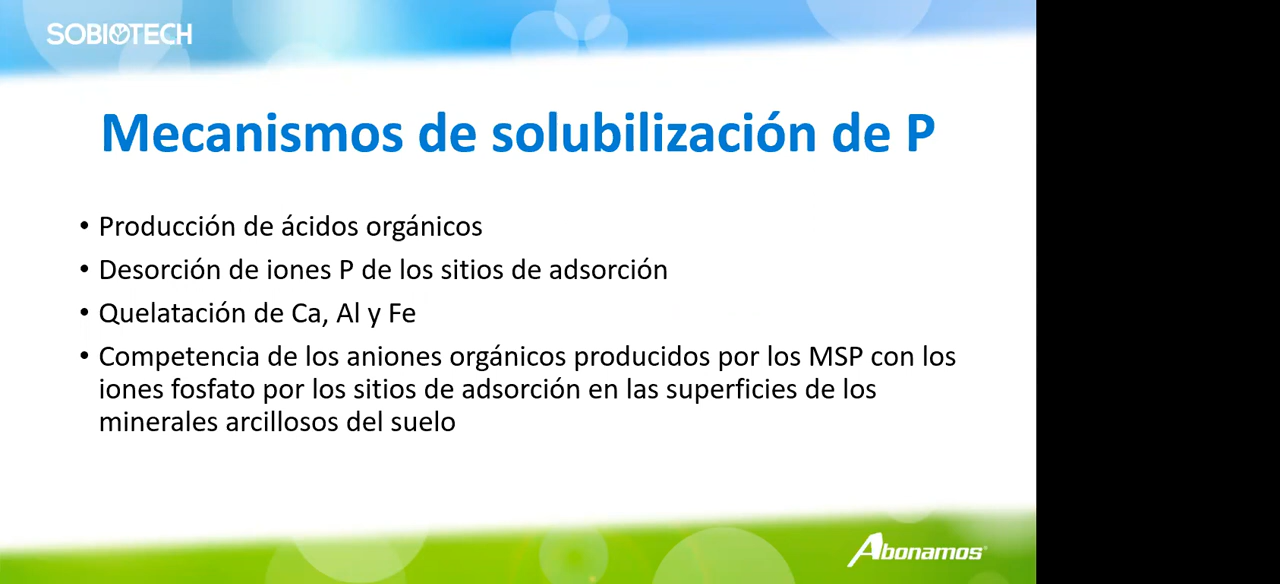 SOBIOTECH
Mecanismos de solubilización de P
• Producción de ácidos orgánicos
• Desorción de iones P de los sitios de adsorción
• Quelatación de Ca, Al y Fe
• Competencia de los aniones orgánicos producidos por los MSP con los
iones fosfato por los sitios de adsorción en las superficies de los
minerales arcillosos del suelo
Abonamos®